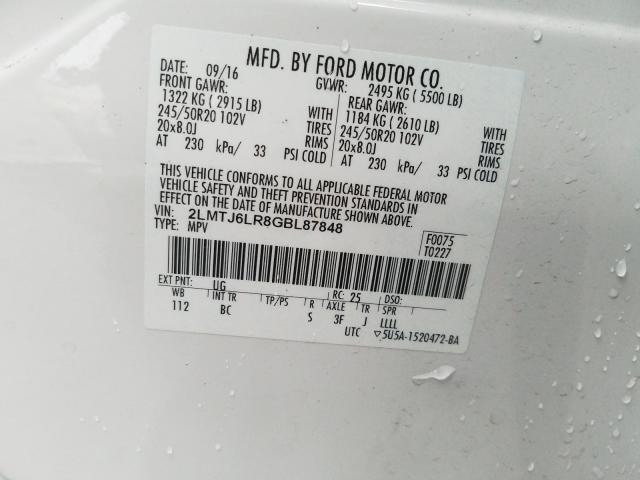 MFD. BY FORD MOTOR CO.
DATE: 09/16 GVWR: 2495 KG ( 5500 LB)
FRONT GAWR: REAR GAWR:
1322 KG ( 2915 LB) WITH 1184 KG ( 2610 LB) WITH
245/50R20 102V TIRES 245/50R20 102V TIRES
20x8.0J RIMS 20x8.0J RIMS
AT 230 kPa/ 33 PSI COLD AT 230 kPa/ 33 PSI COLD
THIS VEHICLE CONFORMS TO ALL APPLICABLE FEDERAL MOTOR
VEHICLE SAFETY AND THEFT PREVENTION STANDARDS IN
EFFECT ON THE DATE OF MANUFACTURE SHOWN ABOVE.
VIN: 2LMTJ6LR8GBL87848
TYPE: MPV
F0075
T0227
EXT PNT: UG RC: 25 DSO:
WB INT TR TP/PS R AXLE TR SPR
112 BC S 3F J LLLL
UTC ▽5U5A-1520472-BA